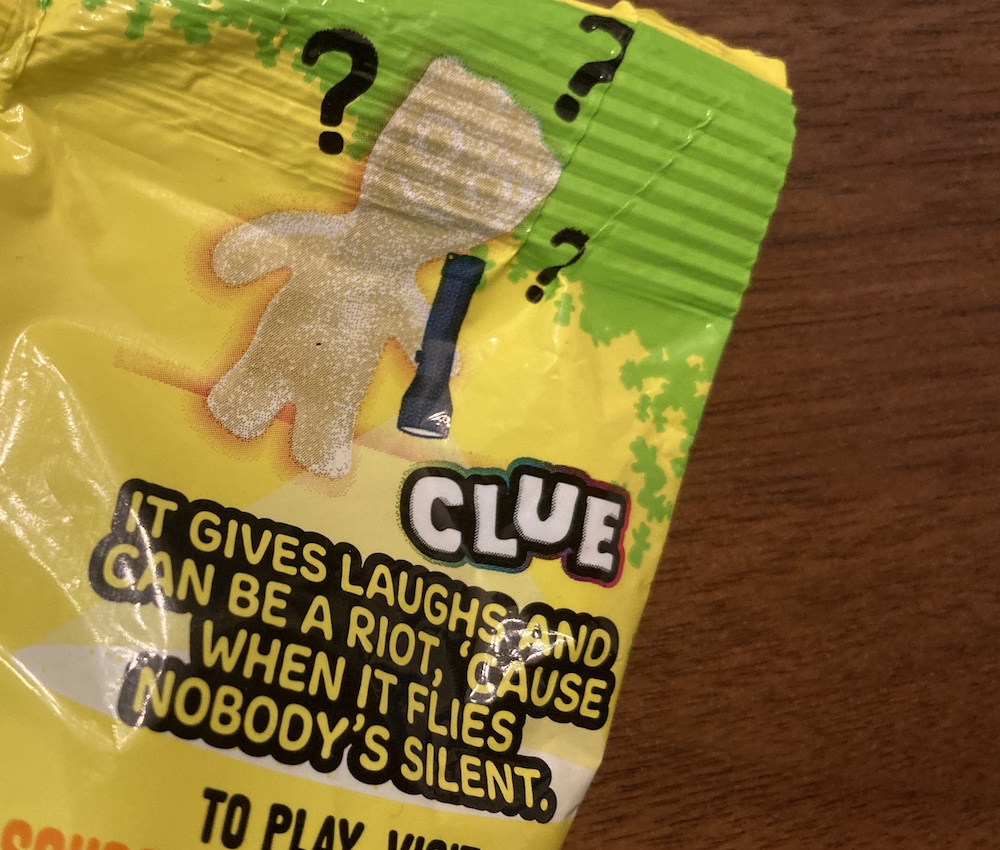 ?
?
?
CLUE
IT GIVES LAUGHS AND
CAN BE A RIOT, ‘CAUSE
WHEN IT FLIES
NOBODY’S SILENT.
TO PLAY, VISIT